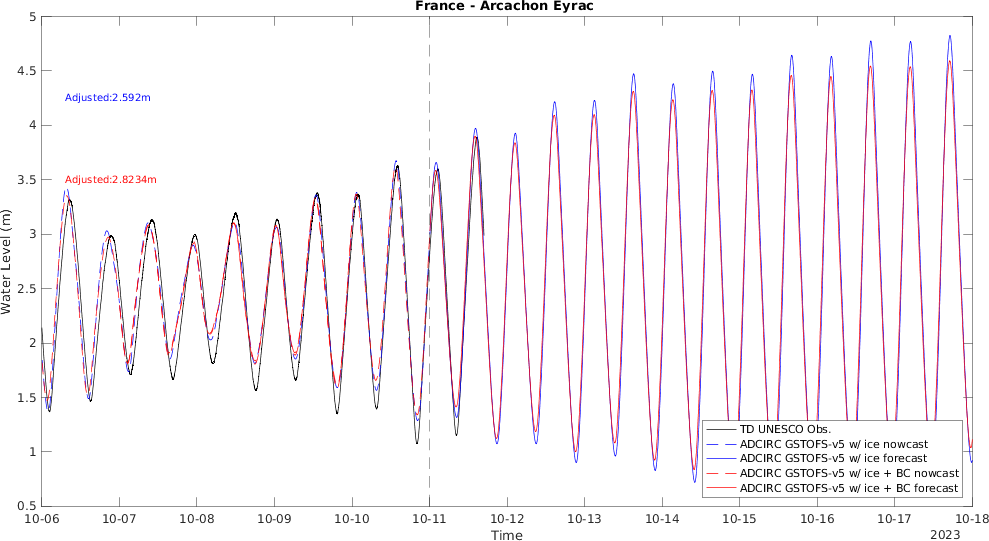 France - Arcachon Eyrac
5
4.5
4
3.5
3
2.5
2
1.5
1
0.5
Water Level (m)
Adjusted:2.592m
Adjusted:2.8234m
TD UNESCO Obs.
ADCIRC GSTOFS-v5 w/ ice nowcast
ADCIRC GSTOFS-v5 w/ ice forecast
ADCIRC GSTOFS-v5 w/ ice + BC nowcast
ADCIRC GSTOFS-v5 w/ ice + BC forecast
10-06 10-07 10-08 10-09 10-10 10-11 10-12 10-13 10-14 10-15 10-16 10-17 10-18
Time
2023